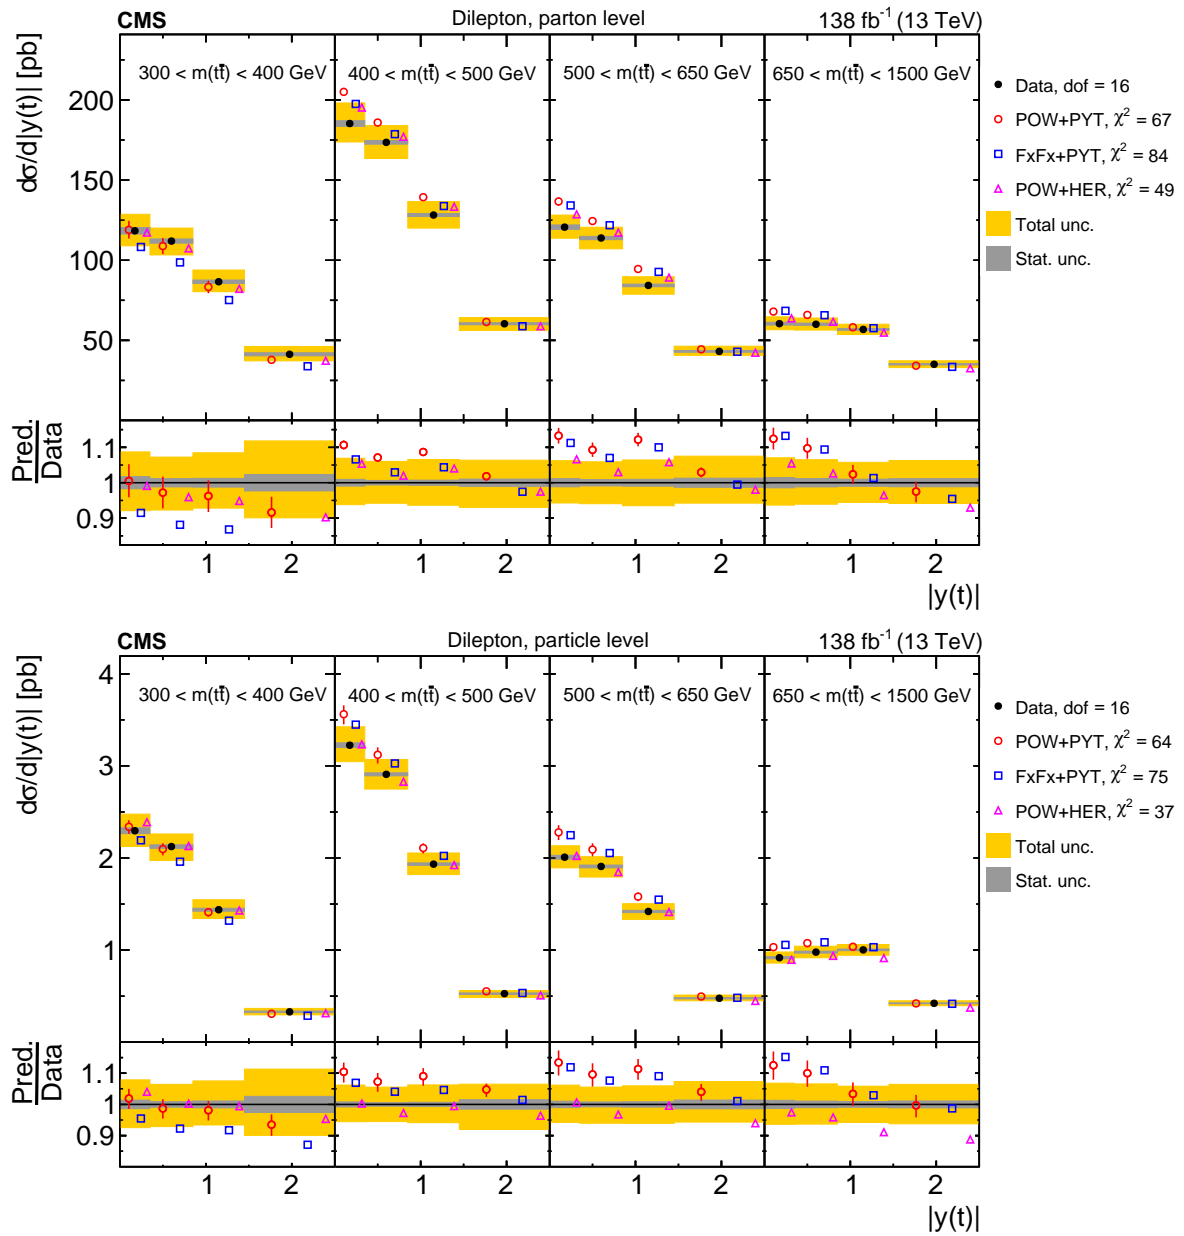 CMS Dilepton, parton level 138 fb⁻¹ (13 TeV)
dσ/d|y(t)| [pb]
300 < m(tt̄) < 400 GeV 400 < m(tt̄) < 500 GeV 500 < m(tt̄) < 650 GeV 650 < m(tt̄) < 1500 GeV
200
150
100
50
Data, dof = 16
POW+PYT, χ² = 67
FxFx+PYT, χ² = 84
POW+HER, χ² = 49
Total unc.
Stat. unc.
Pred.
Data
1.1
1
0.9
1 2 1 2 1 2 1 2
|y(t)|
CMS Dilepton, particle level 138 fb⁻¹ (13 TeV)
dσ/d|y(t)| [pb]
300 < m(tt̄) < 400 GeV 400 < m(tt̄) < 500 GeV 500 < m(tt̄) < 650 GeV 650 < m(tt̄) < 1500 GeV
4
3
2
1
Data, dof = 16
POW+PYT, χ² = 64
FxFx+PYT, χ² = 75
POW+HER, χ² = 37
Total unc.
Stat. unc.
Pred.
Data
1.1
1
0.9
1 2 1 2 1 2 1 2
|y(t)|